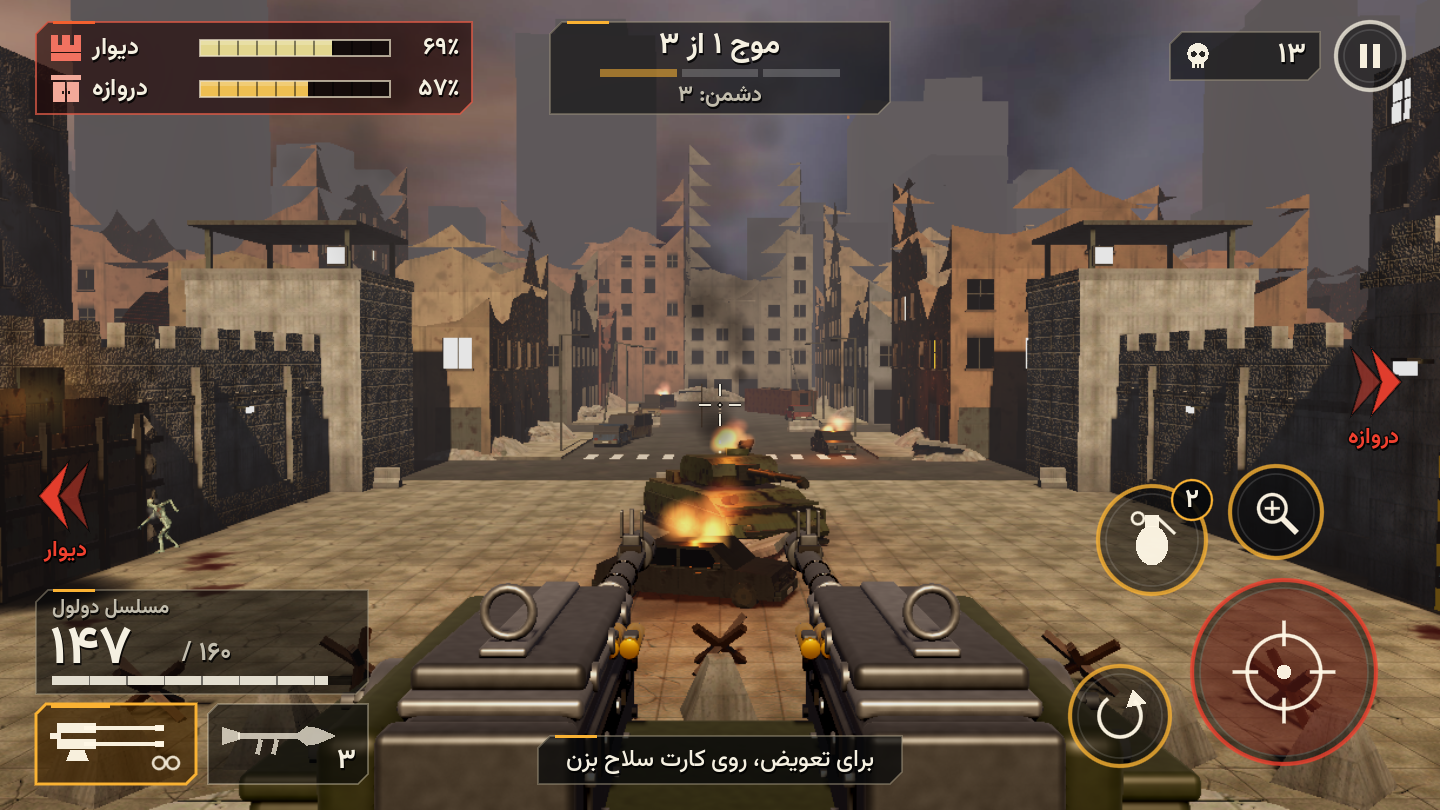 دیوار ۶۹٪
دروازه ۵۷٪
موج ۱ از ۳
دشمن: ۳
۱۳
دروازه
دیوار
۲
مسلسل دولول
۱۴۷ / ۱۶۰
∞
۳
برای تعویض، روی کارت سلاح بزن